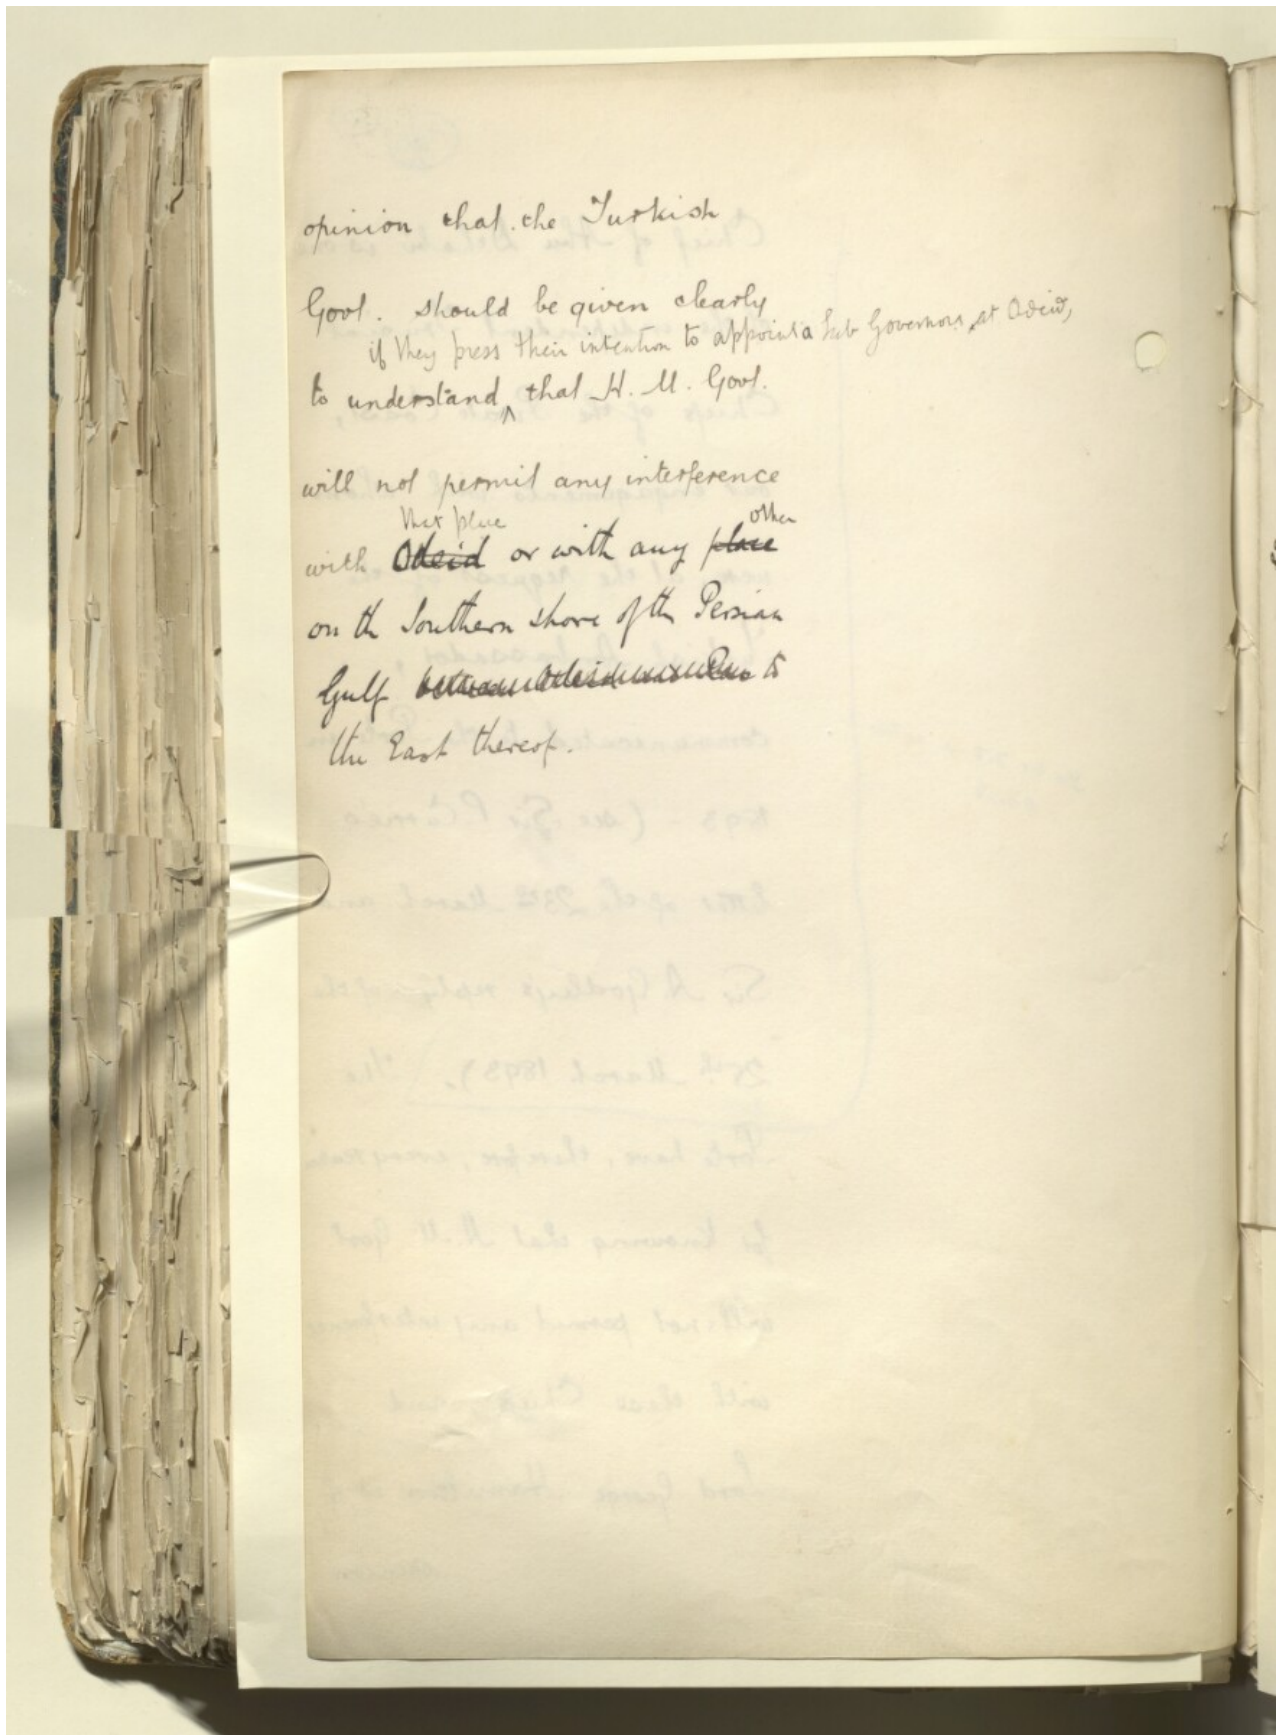 opinion that the Turkish
Govt. should be given clearly
if they press their intention to appoint a Sub Governor at Odeid,
to understand that H. M. Govt.
will not permit any interference
that place other
with Odeid or with any place
on the Southern shore of the Persian
Gulf to
the East thereof.